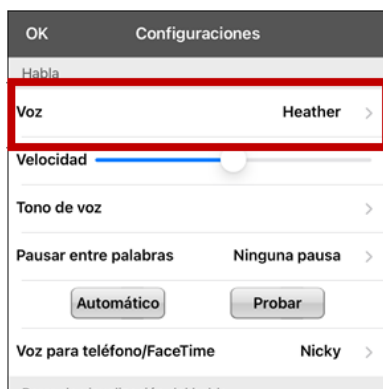 OK Configuraciones
Habla
Voz Heather
Velocidad
Tono de voz
Pausar entre palabras Ninguna pausa
Automático Probar
Voz para teléfono/FaceTime Nicky